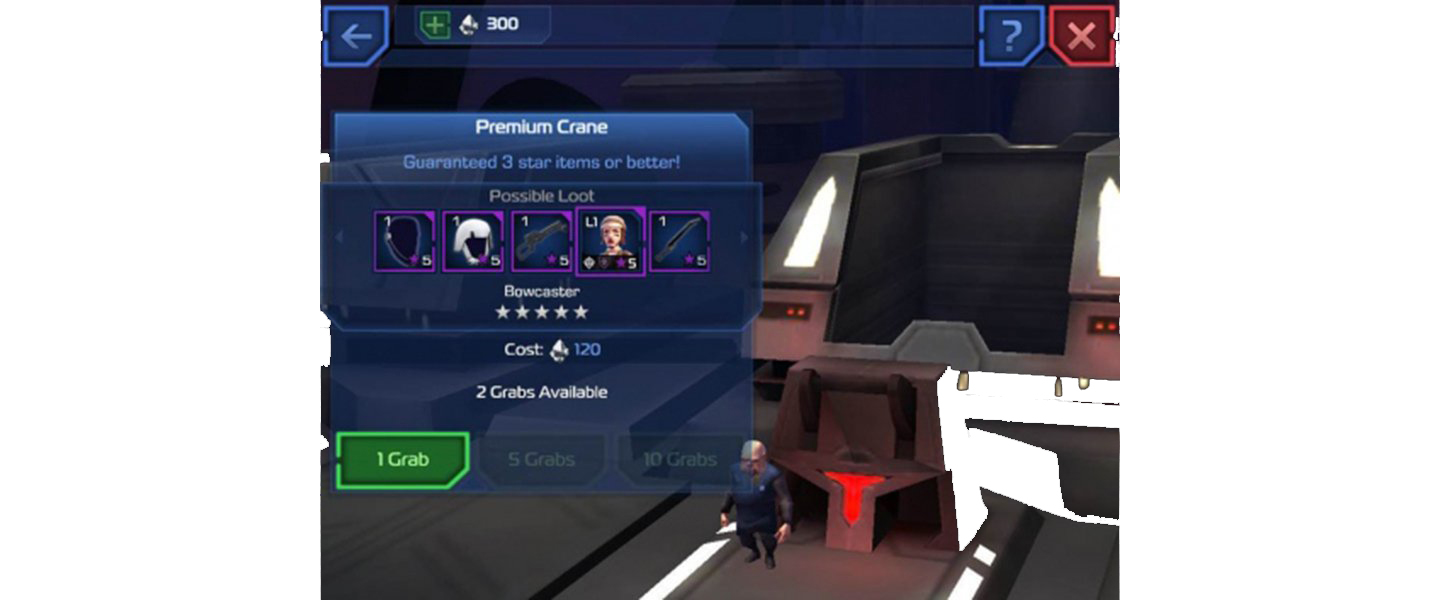 300
?
Premium Crane
Guaranteed 3 star items or better!
Possible Loot
1 1 1 L1 1
5 5 5 5 5
Bowcaster
Cost: 120
2 Grabs Available
1 Grab 5 Grabs 10 Grabs